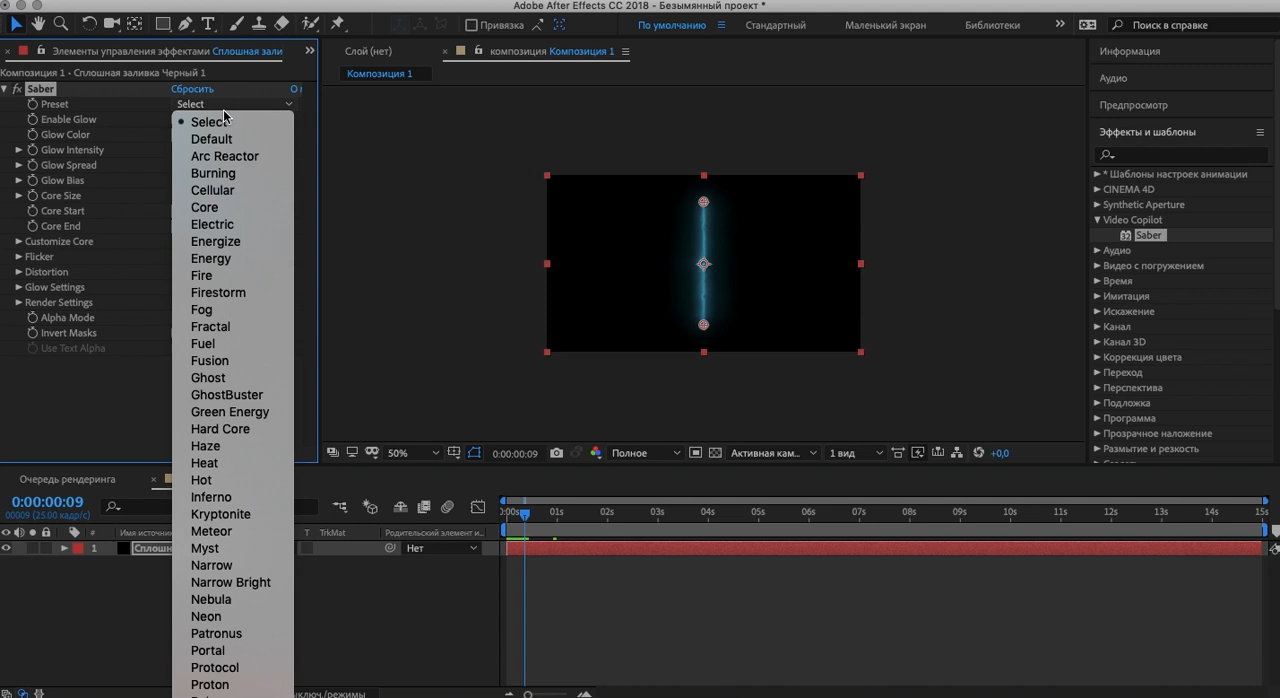 Adobe After Effects CC 2018 - Безымянный проект *
Привязка
По умолчанию
Стандартный
Маленький экран
Библиотеки
Поиск в справке
Элементы управления эффектами Сплошная зали
Композиция 1 • Сплошная заливка Черный 1
fx Saber
Сбросить
Preset
Select
Enable Glow
Glow Color
Glow Intensity
Glow Spread
Glow Bias
Core Size
Core Start
Core End
Customize Core
Flicker
Distortion
Glow Settings
Render Settings
Alpha Mode
Invert Masks
Use Text Alpha
Select
Default
Arc Reactor
Burning
Cellular
Core
Electric
Energize
Energy
Fire
Firestorm
Fog
Fractal
Fuel
Fusion
Ghost
GhostBuster
Green Energy
Hard Core
Haze
Heat
Hot
Inferno
Kryptonite
Meteor
Myst
Narrow
Narrow Bright
Nebula
Neon
Patronus
Portal
Protocol
Proton
Слой (нет)
композиция Композиция 1
Композиция 1
50%
0:00:00:09
Полное
Активная кам...
1 вид
+0,0
Информация
Аудио
Предпросмотр
Эффекты и шаблоны
* Шаблоны настроек анимации
CINEMA 4D
Synthetic Aperture
Video Copilot
32 Saber
Аудио
Видео с погружением
Время
Имитация
Искажение
Канал
Канал 3D
Коррекция цвета
Переход
Перспектива
Подложка
Программа
Прозрачное наложение
Размытие и резкость
Очередь рендеринга
0:00:00:09
00009 (25.00 кадр/с)
# Имя источн
T TrkMat
Родительский элемент и...
1 Сплошн
Нет
):00s 01s 02s 03s 04s 05s 06s 07s 08s 09s 10s 11s 12s 13s 14s 15s
ыключ./режимы